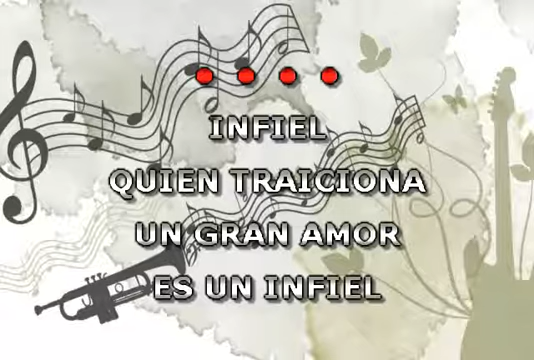 INFIEL
QUIEN TRAICIONA
UN GRAN AMOR
ES UN INFIEL